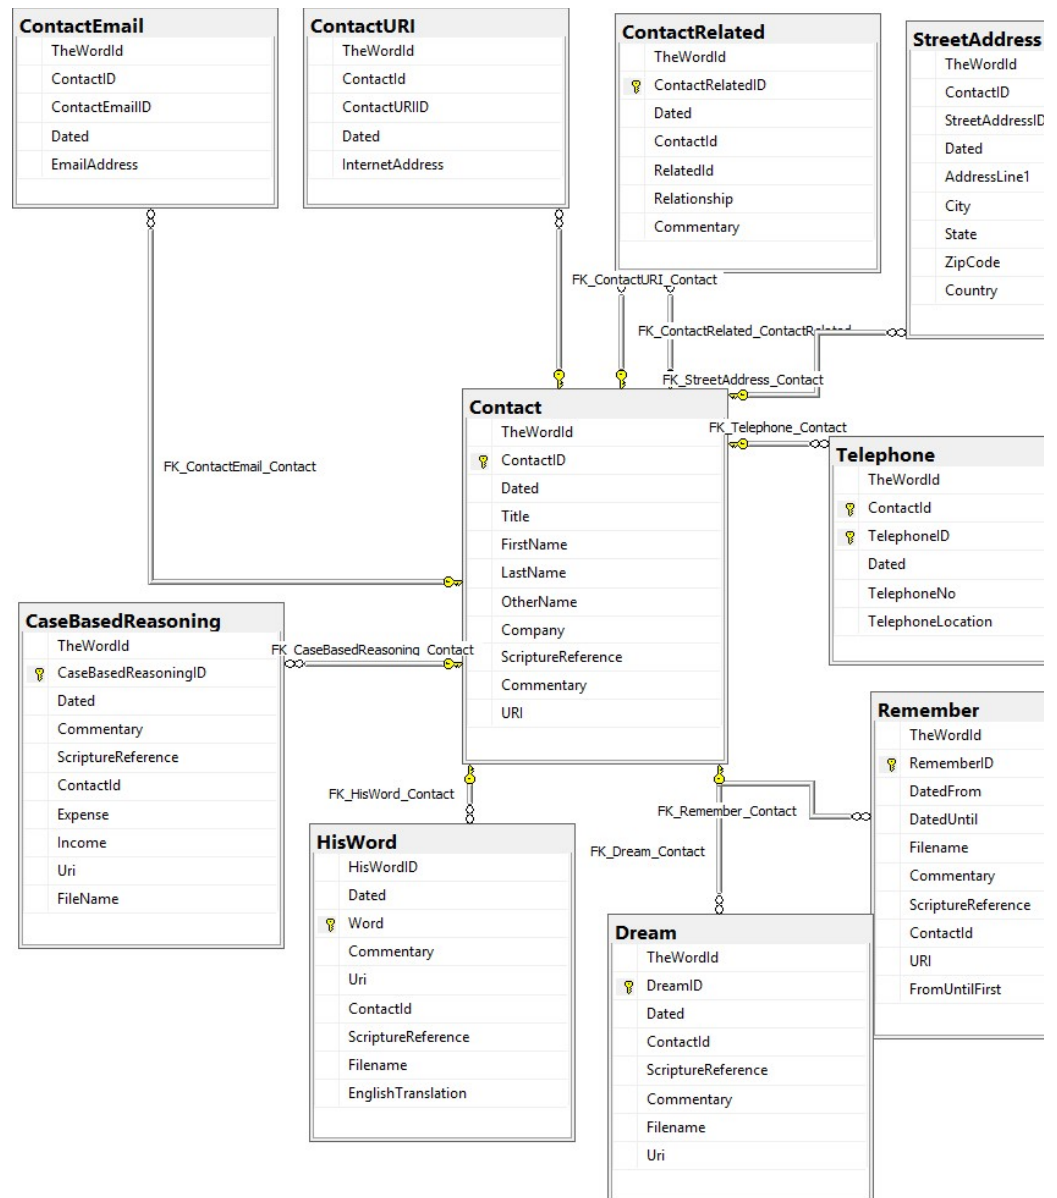 ContactEmail
TheWordId
ContactID
ContactEmailID
Dated
EmailAddress
ContactURI
TheWordId
ContactId
ContactURIID
Dated
InternetAddress
ContactRelated
TheWordId
ContactRelatedID
Dated
ContactId
RelatedId
Relationship
Commentary
StreetAddress
TheWordId
ContactID
StreetAddressID
Dated
AddressLine1
City
State
ZipCode
Country
FK_ContactURI_Contact
FK_ContactRelated_ContactRelated
FK_StreetAddress_Contact
FK_Telephone_Contact
FK_ContactEmail_Contact
Contact
TheWordId
ContactID
Dated
Title
FirstName
LastName
OtherName
Company
ScriptureReference
Commentary
URI
Telephone
TheWordId
ContactId
TelephoneID
Dated
TelephoneNo
TelephoneLocation
CaseBasedReasoning
TheWordId
CaseBasedReasoningID
Dated
Commentary
ScriptureReference
ContactId
Expense
Income
Uri
FileName
FK_CaseBasedReasoning_Contact
FK_HisWord_Contact
FK_Remember_Contact
FK_Dream_Contact
Remember
TheWordId
RememberID
DatedFrom
DatedUntil
Filename
Commentary
ScriptureReference
ContactId
URI
FromUntilFirst
HisWord
HisWordID
Dated
Word
Commentary
Uri
ContactId
ScriptureReference
Filename
EnglishTranslation
Dream
TheWordId
DreamID
Dated
ContactId
ScriptureReference
Commentary
Filename
Uri